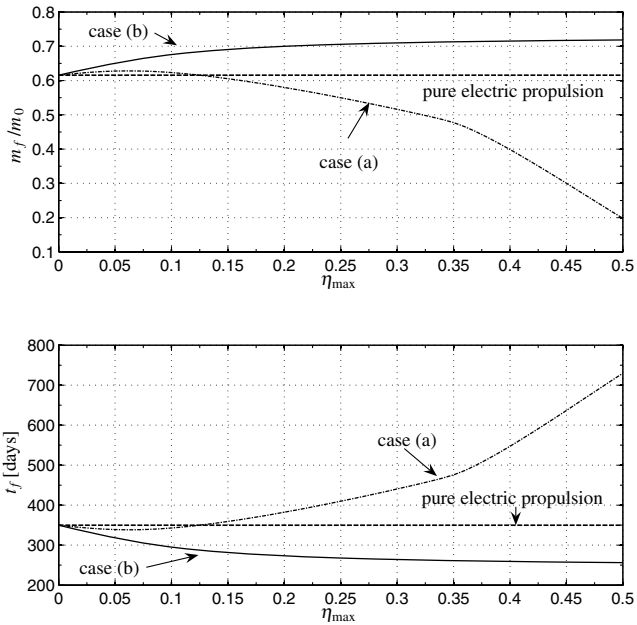 0.8
0.7
0.6
0.5
0.4
0.3
0.2
0.1
m_f/m_0
case (b)
pure electric propulsion
case (a)
0 0.05 0.1 0.15 0.2 0.25 0.3 0.35 0.4 0.45 0.5
η_max
800
700
600
500
400
300
200
t_f [days]
case (a)
pure electric propulsion
case (b)
0 0.05 0.1 0.15 0.2 0.25 0.3 0.35 0.4 0.45 0.5
η_max